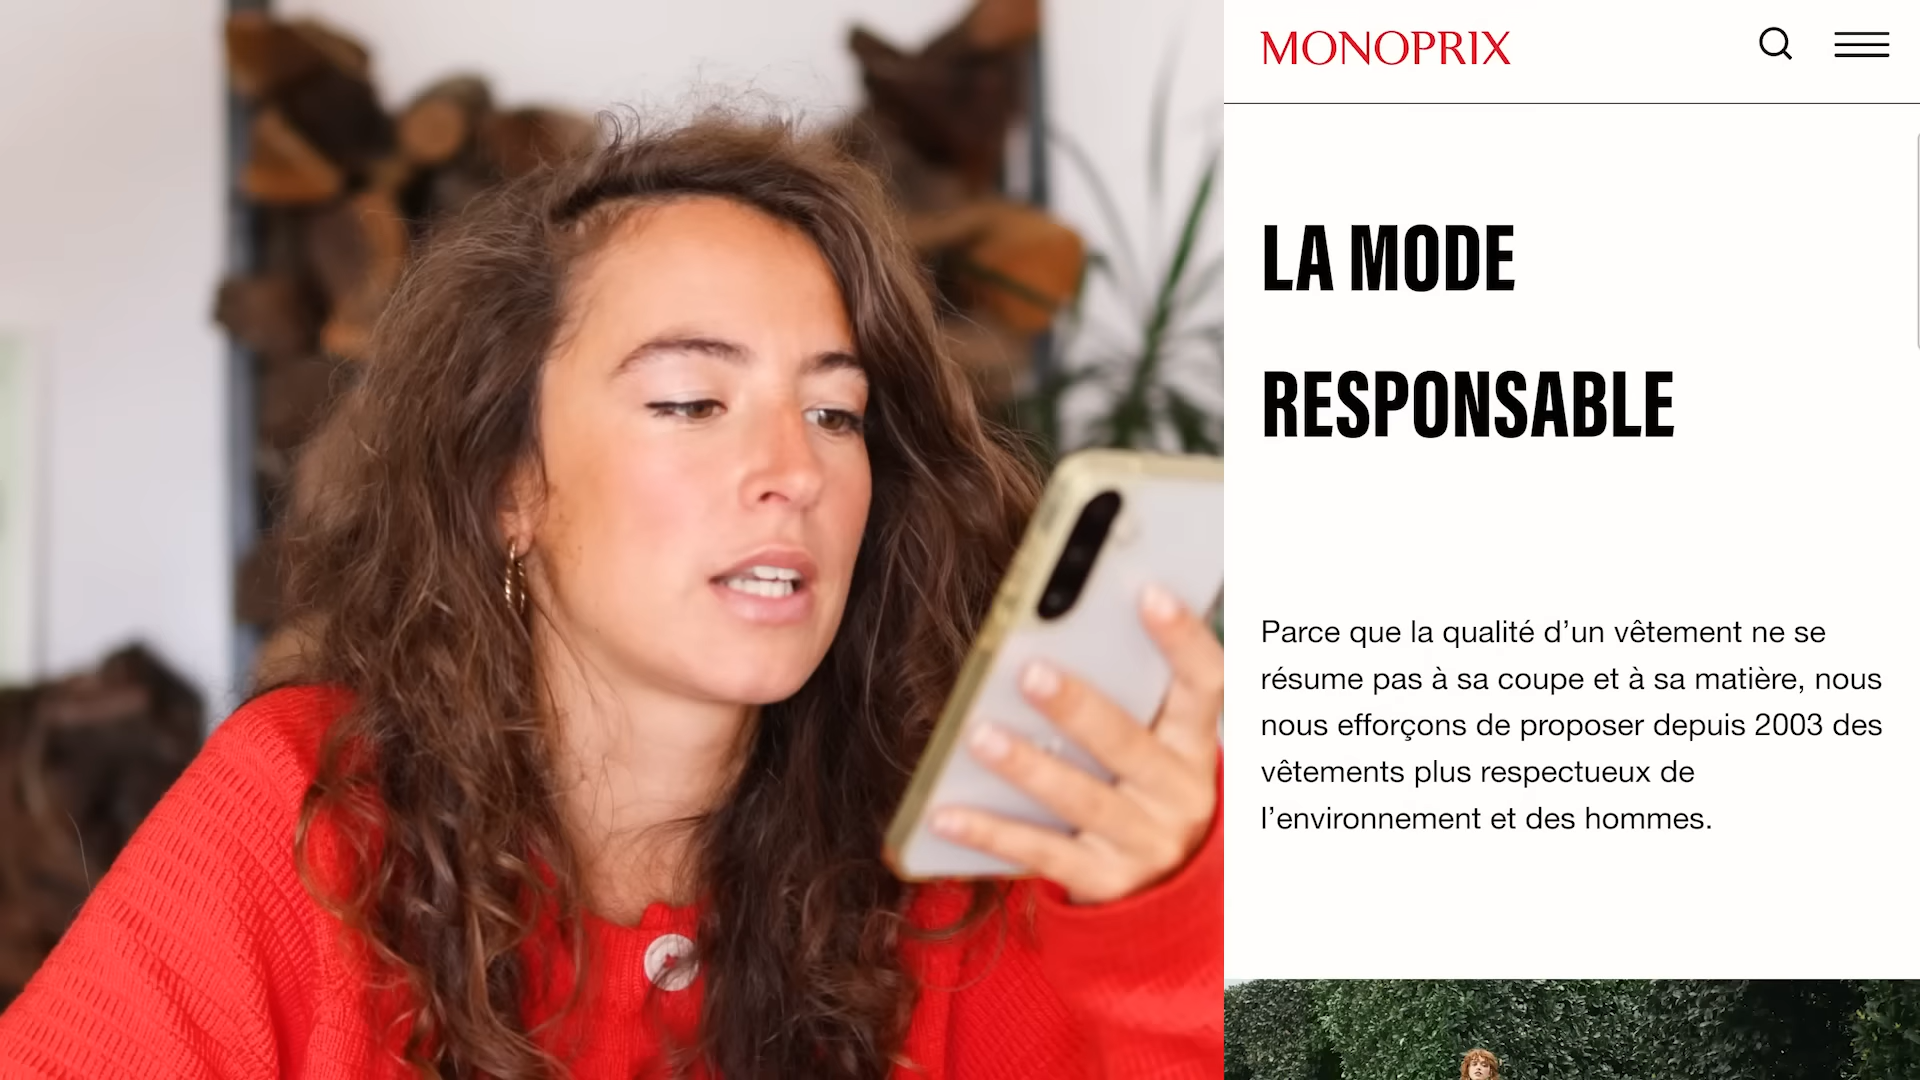 MONOPRIX
LA MODE
RESPONSABLE
Parce que la qualité d’un vêtement ne se
résume pas à sa coupe et à sa matière, nous
nous efforçons de proposer depuis 2003 des
vêtements plus respectueux de
l’environnement et des hommes.